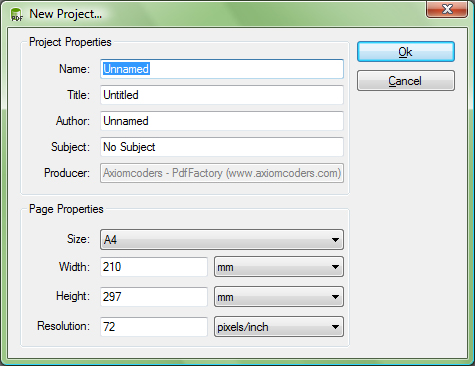 PDF New Project...
Project Properties
Name: Unnamed
Title: Untitled
Author: Unnamed
Subject: No Subject
Producer: Axiomcoders - PdfFactory (www.axiomcoders.com)
Ok
Cancel
Page Properties
Size: A4
Width: 210 mm
Height: 297 mm
Resolution: 72 pixels/inch